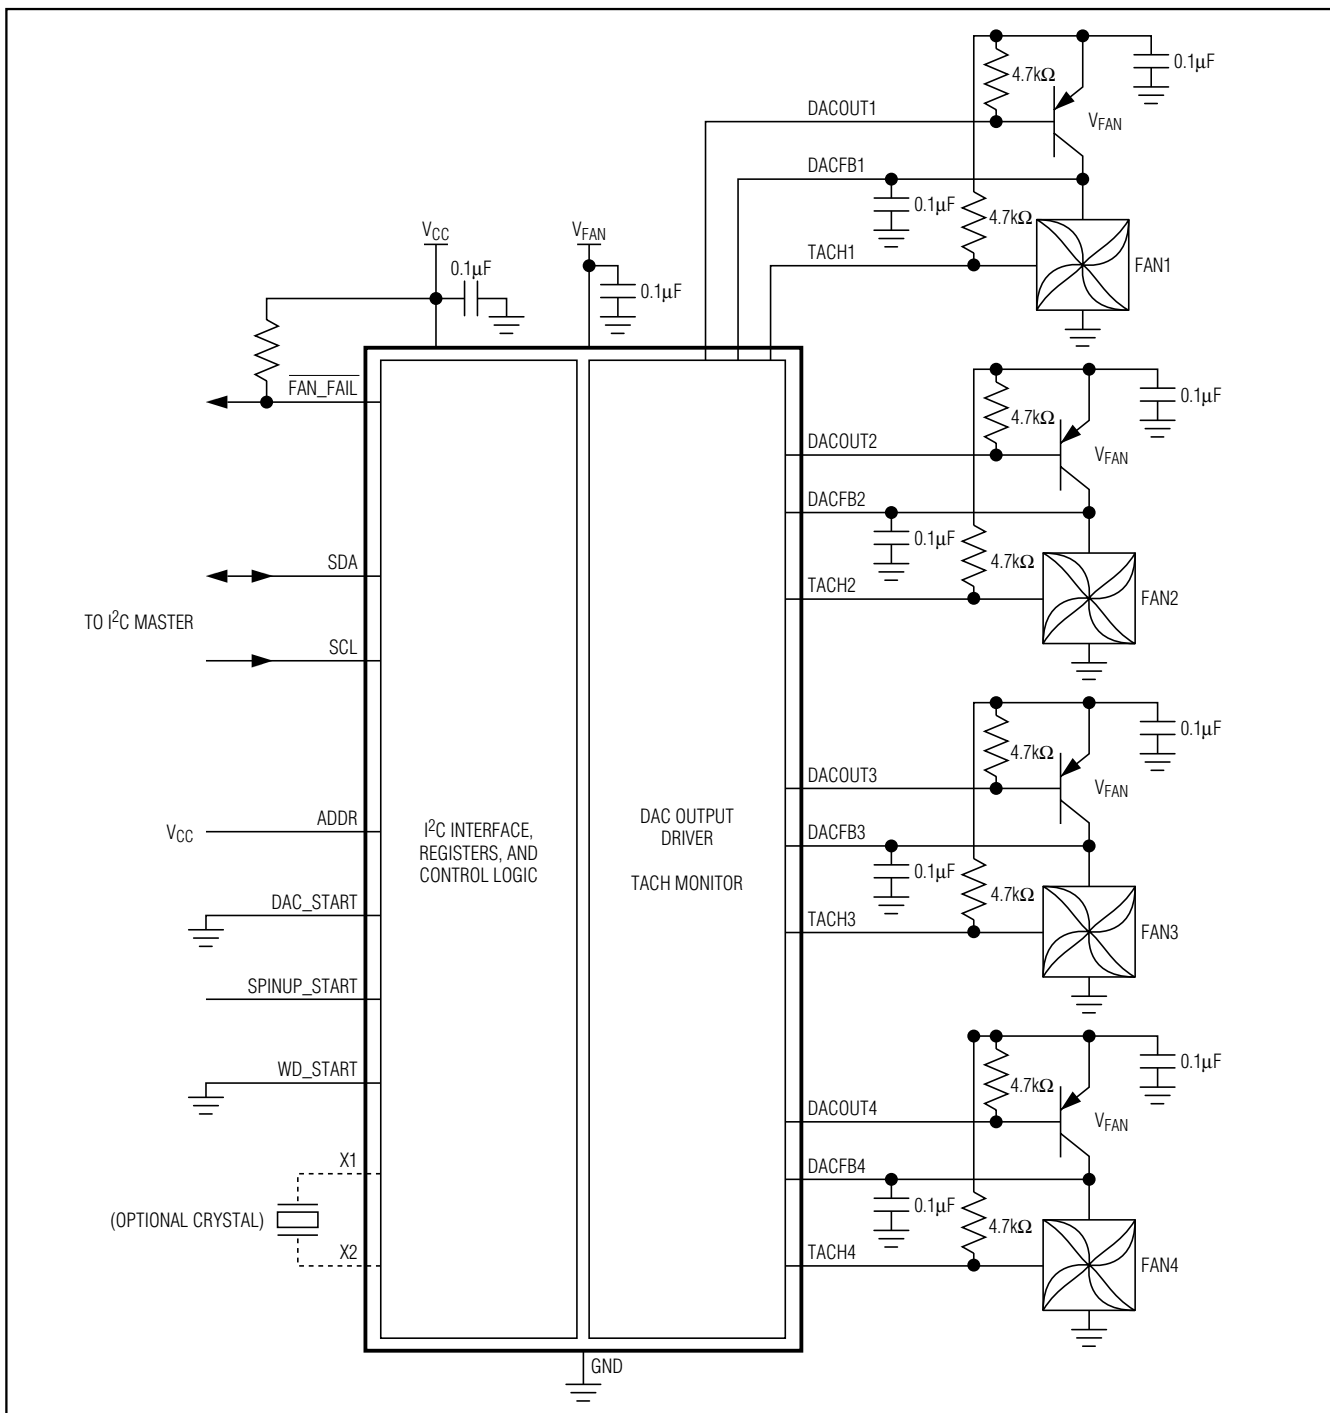 4.7kΩ
0.1µF
DACOUT1
VFAN
DACFB1
0.1µF
4.7kΩ
TACH1
FAN1
VCC
0.1µF
VFAN
0.1µF
FAN_FAIL
4.7kΩ
0.1µF
DACOUT2
VFAN
DACFB2
0.1µF
4.7kΩ
TACH2
FAN2
SDA
TO I2C MASTER
SCL
4.7kΩ
0.1µF
DACOUT3
VFAN
DACFB3
0.1µF
4.7kΩ
TACH3
FAN3
VCC
ADDR
I2C INTERFACE,
REGISTERS, AND
CONTROL LOGIC
DAC OUTPUT
DRIVER
TACH MONITOR
DAC_START
SPINUP_START
WD_START
4.7kΩ
0.1µF
DACOUT4
VFAN
DACFB4
0.1µF
4.7kΩ
TACH4
FAN4
X1
(OPTIONAL CRYSTAL)
X2
GND